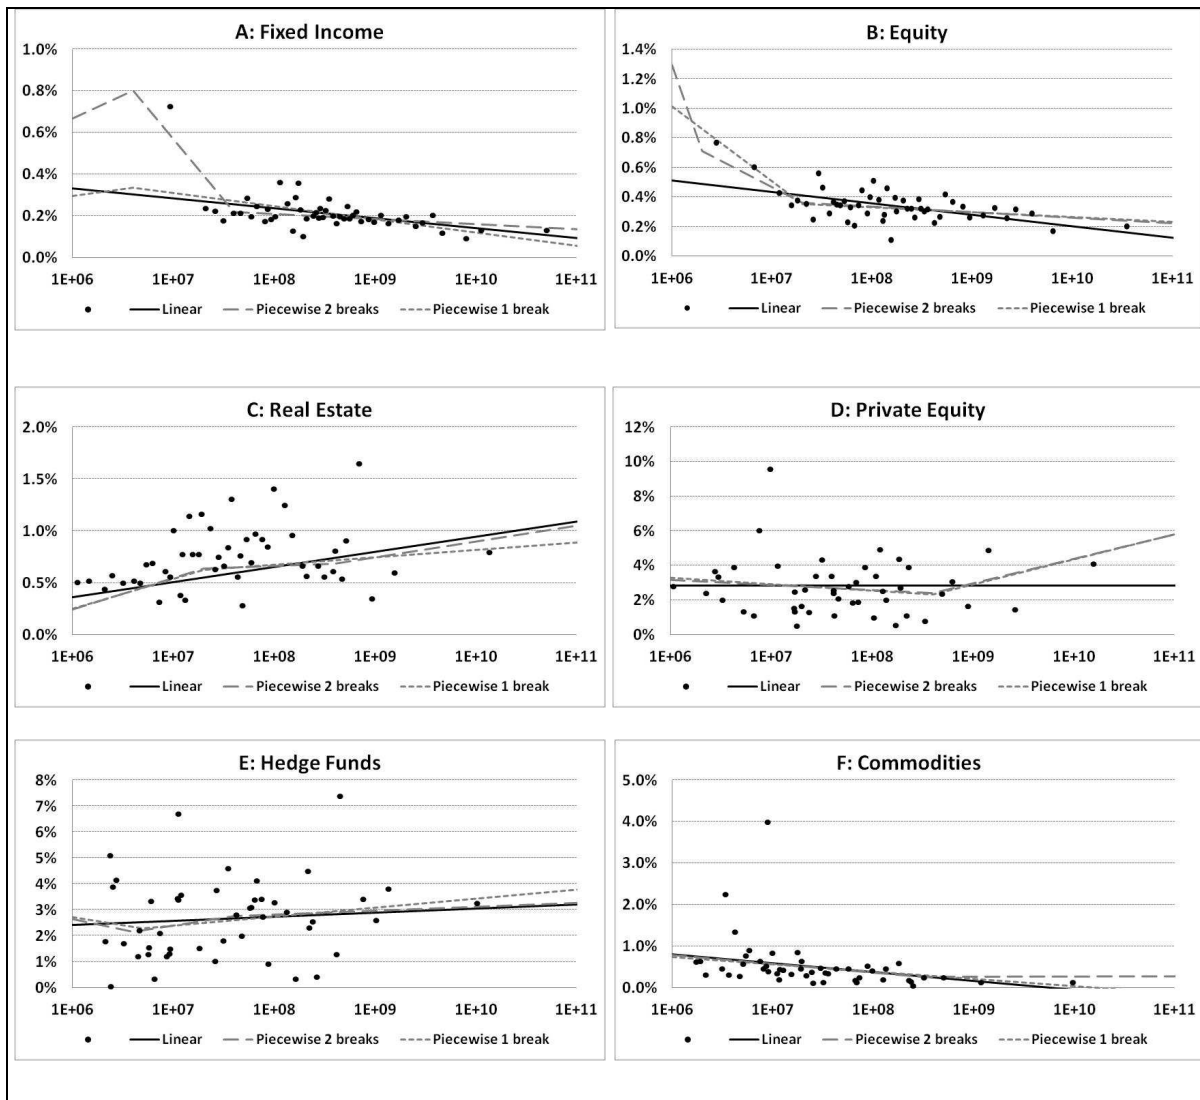 A: Fixed Income
1.0%
0.8%
0.6%
0.4%
0.2%
0.0%
1E+06 1E+07 1E+08 1E+09 1E+10 1E+11
Linear Piecewise 2 breaks Piecewise 1 break
B: Equity
1.4%
1.2%
1.0%
0.8%
0.6%
0.4%
0.2%
0.0%
1E+06 1E+07 1E+08 1E+09 1E+10 1E+11
Linear Piecewise 2 breaks Piecewise 1 break
C: Real Estate
2.0%
1.5%
1.0%
0.5%
0.0%
1E+06 1E+07 1E+08 1E+09 1E+10 1E+11
Linear Piecewise 2 breaks Piecewise 1 break
D: Private Equity
12%
10%
8%
6%
4%
2%
0%
1E+06 1E+07 1E+08 1E+09 1E+10 1E+11
Linear Piecewise 2 breaks Piecewise 1 break
E: Hedge Funds
8%
7%
6%
5%
4%
3%
2%
1%
0%
1E+06 1E+07 1E+08 1E+09 1E+10 1E+11
Linear Piecewise 2 breaks Piecewise 1 break
F: Commodities
5.0%
4.0%
3.0%
2.0%
1.0%
0.0%
1E+06 1E+07 1E+08 1E+09 1E+10 1E+11
Linear Piecewise 2 breaks Piecewise 1 break